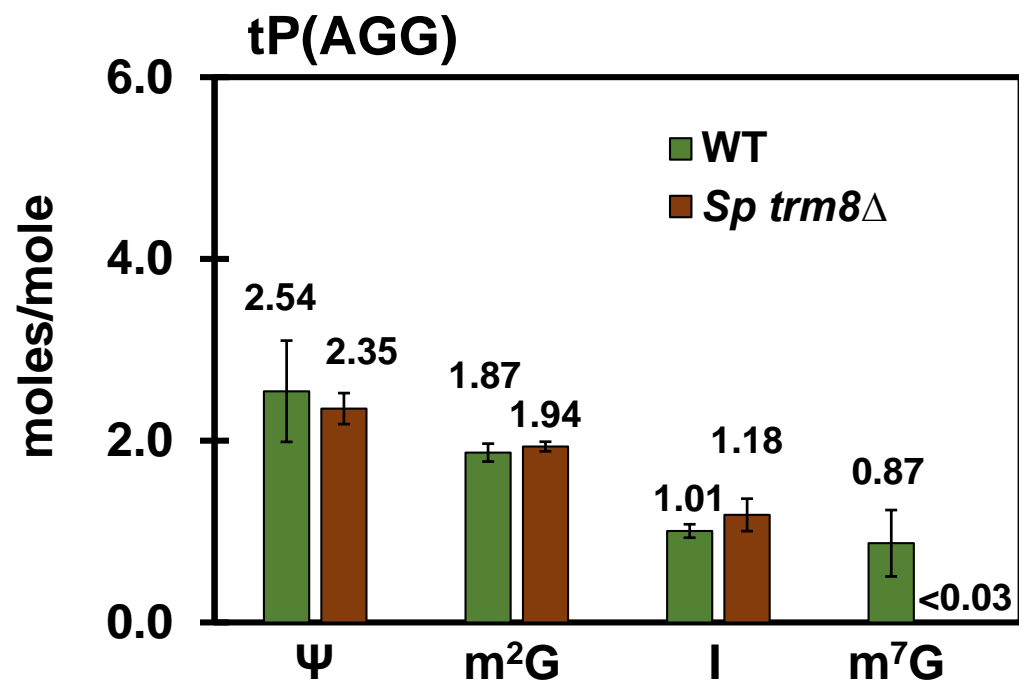 tP(AGG)
6.0
4.0
2.0
0.0
moles/mole
WT
Sp trm8Δ
2.54
2.35
1.87
1.94
1.01
1.18
0.87
<0.03
Ψ
m²G
I
m⁷G